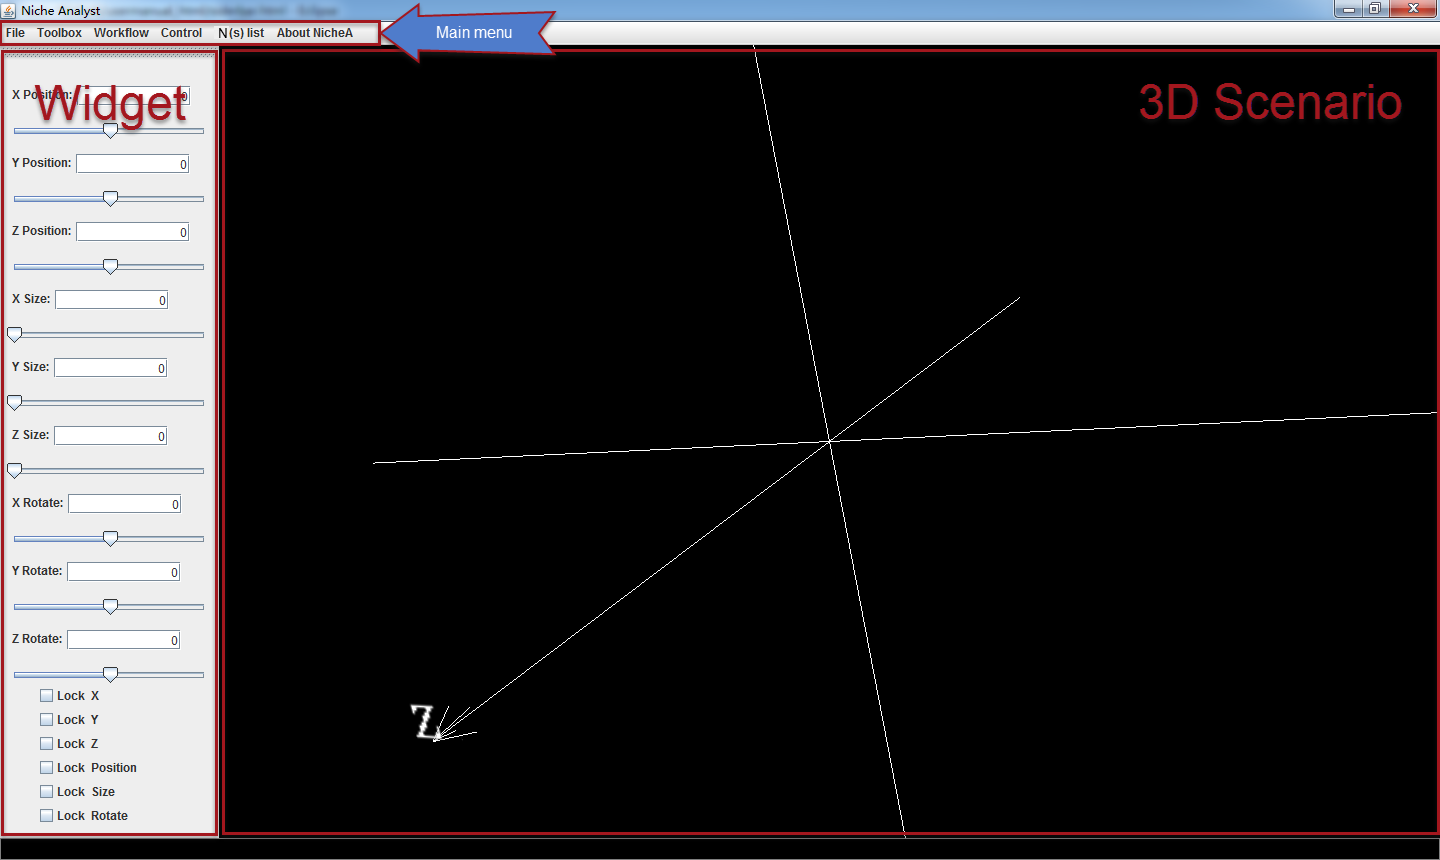 Niche Analyst
File Toolbox Workflow Control N(s) list About NicheA
Main menu
Widget
3D Scenario
X Position: 0
Y Position: 0
Z Position: 0
X Size: 0
Y Size: 0
Z Size: 0
X Rotate: 0
Y Rotate: 0
Z Rotate: 0
Lock X
Lock Y
Lock Z
Lock Position
Lock Size
Lock Rotate
Z